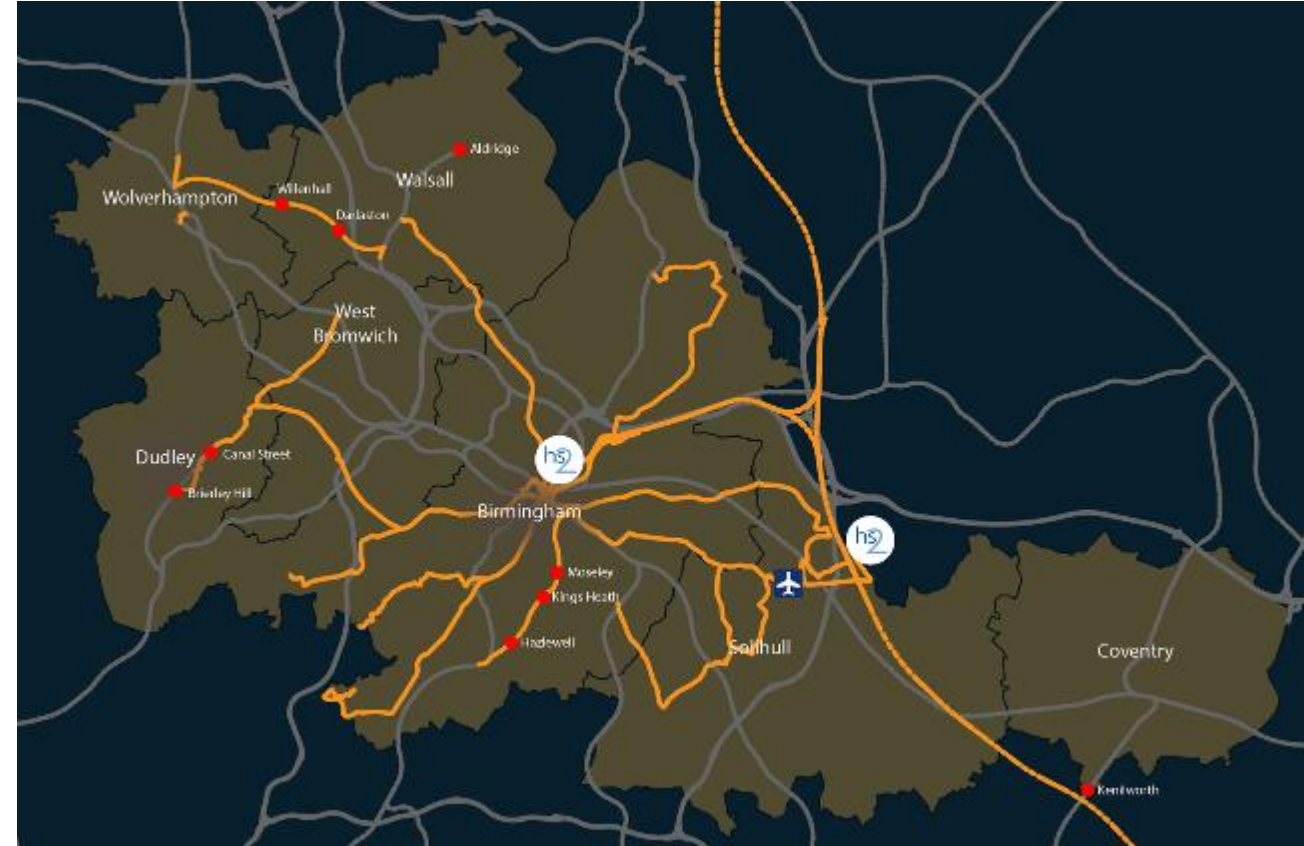 Aldridge
Walsall
Willenhall
Wolverhampton
Darlaston
West
Bromwich
Dudley
Canal Street
hs2
Brierley Hill
Birmingham
hs2
Moseley
Kings Heath
Hazlewell
Solihull
Coventry
Kenilworth